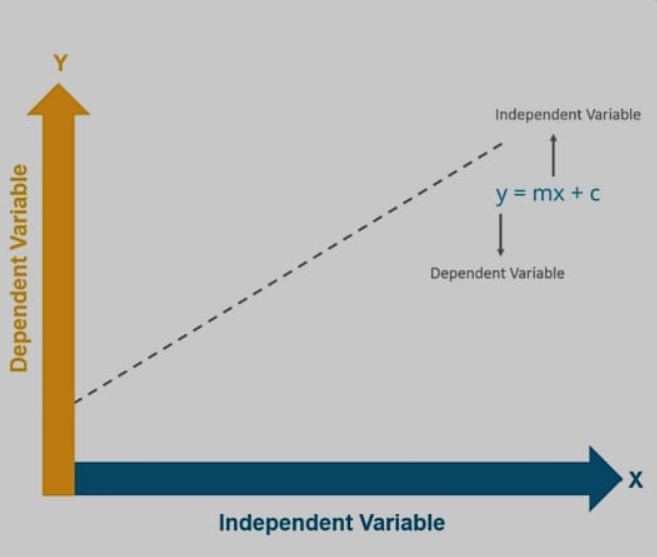 Y
Dependent Variable
Independent Variable
y = mx + c
Dependent Variable
X
Independent Variable